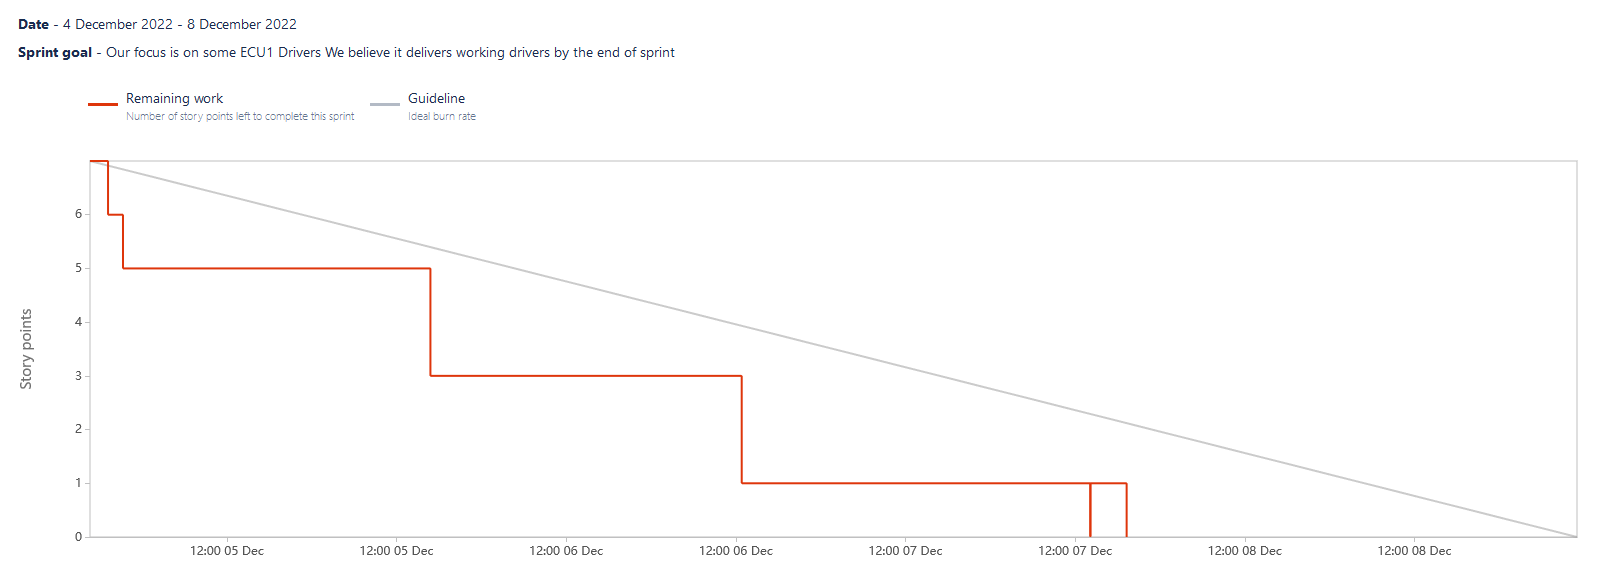 Date - 4 December 2022 - 8 December 2022
Sprint goal - Our focus is on some ECU1 Drivers We believe it delivers working drivers by the end of sprint
Remaining work
Number of story points left to complete this sprint
Guideline
Ideal burn rate
Story points
6
5
4
3
2
1
0
12:00 05 Dec
12:00 05 Dec
12:00 06 Dec
12:00 06 Dec
12:00 07 Dec
12:00 07 Dec
12:00 08 Dec
12:00 08 Dec